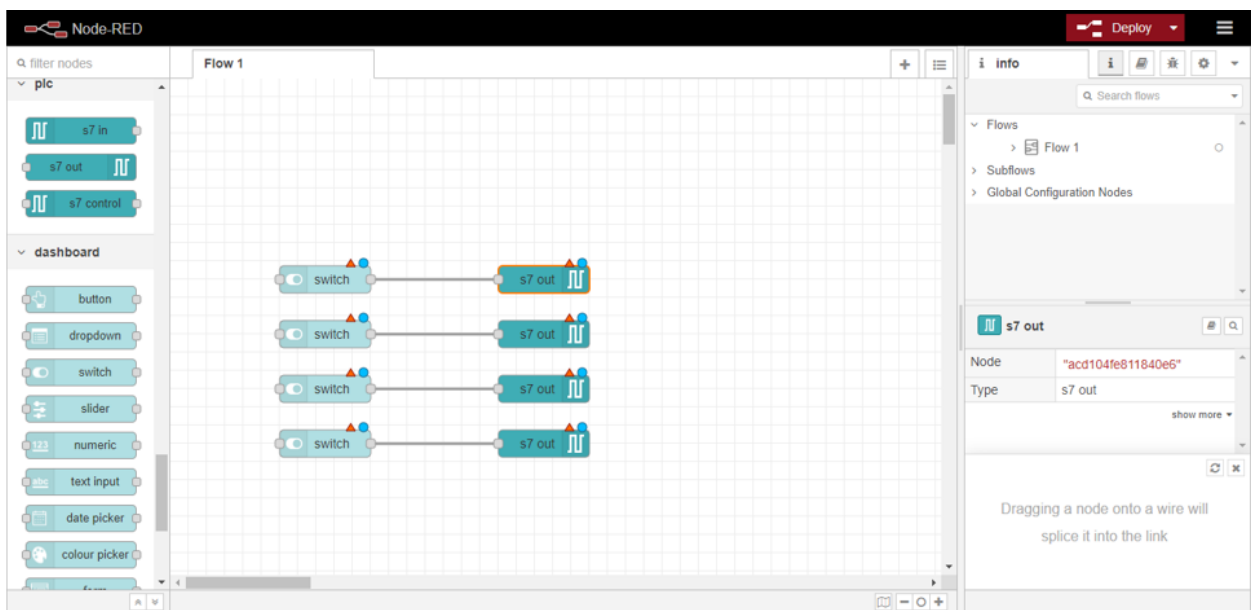 Node-RED
Deploy
filter nodes
plc
s7 in
s7 out
s7 control
dashboard
button
dropdown
switch
slider
123
numeric
abc
text input
date picker
colour picker
form
Flow 1
switch
s7 out
switch
s7 out
switch
s7 out
switch
s7 out
i info
i
Search flows
Flows
Flow 1
Subflows
Global Configuration Nodes
s7 out
Node "acd104fe811840e6"
Type s7 out
show more
Dragging a node onto a wire will
splice it into the link